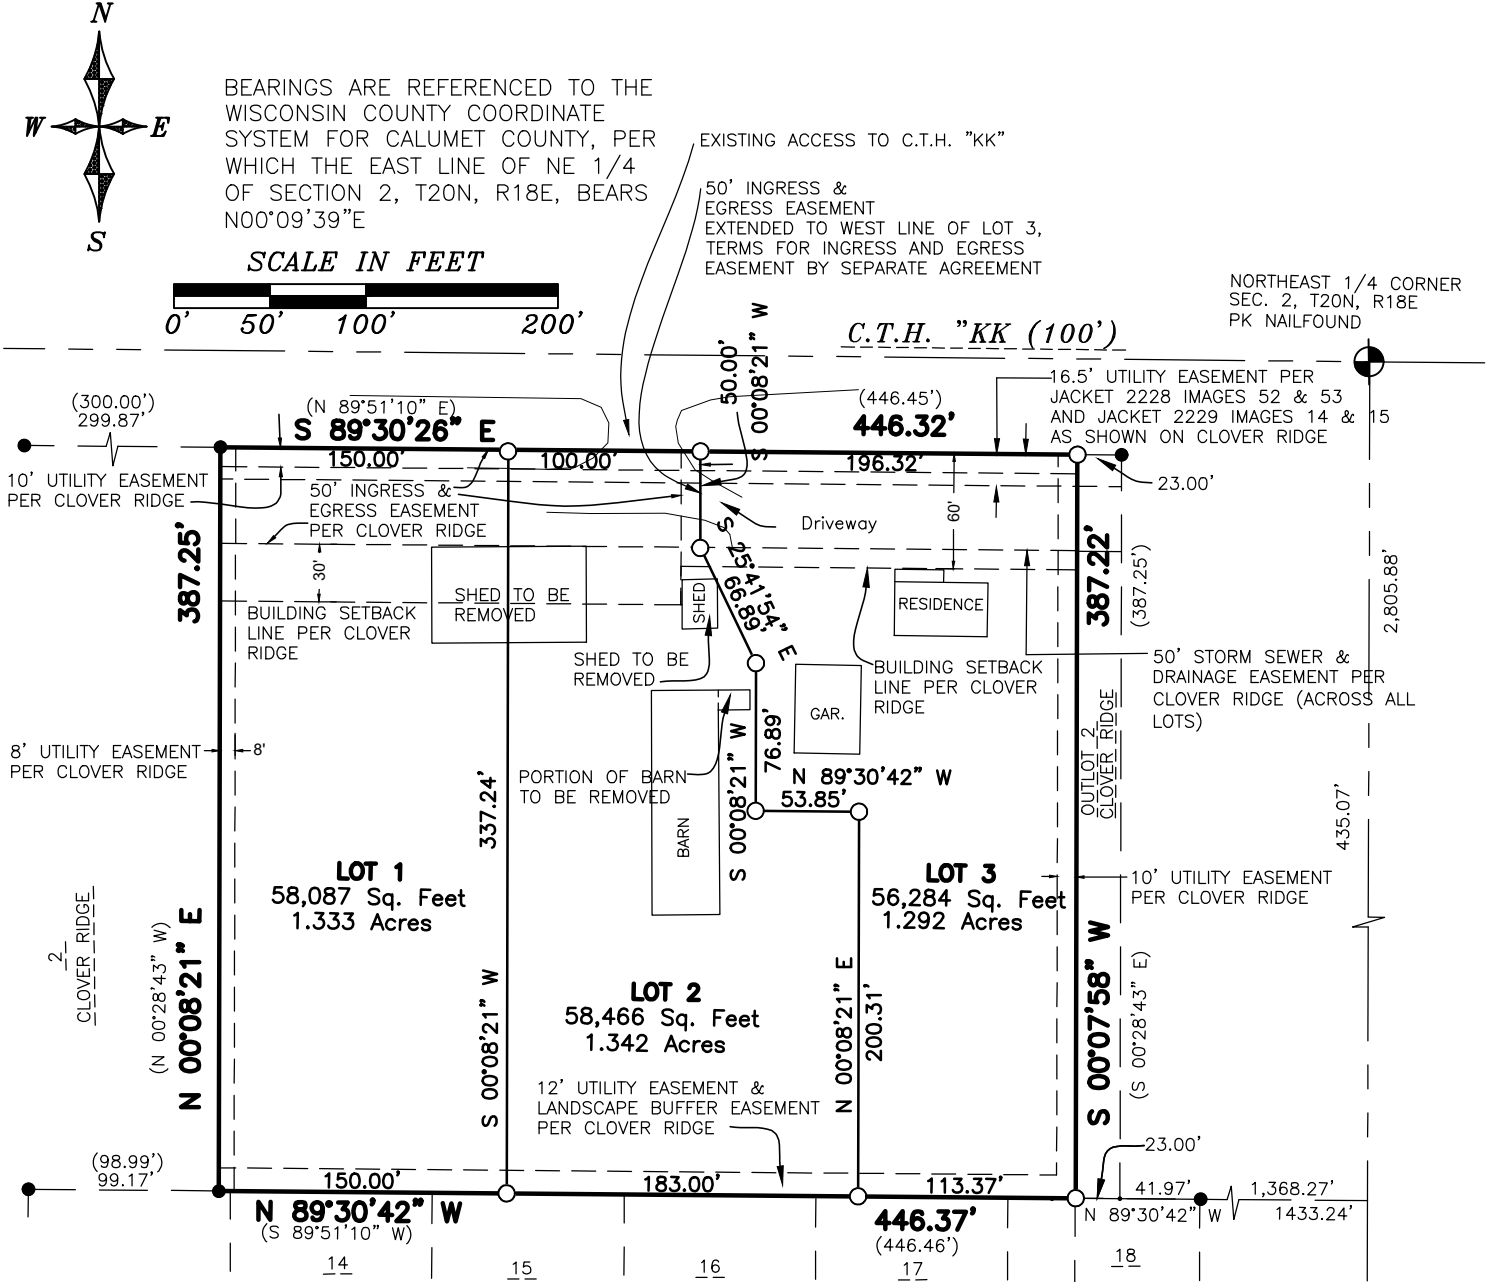 N
W
E
S
BEARINGS ARE REFERENCED TO THE
WISCONSIN COUNTY COORDINATE
SYSTEM FOR CALUMET COUNTY, PER
WHICH THE EAST LINE OF NE 1/4
OF SECTION 2, T20N, R18E, BEARS
N00°09'39"E
SCALE IN FEET
0' 50' 100' 200'
EXISTING ACCESS TO C.T.H. "KK"
50' INGRESS &
EGRESS EASEMENT
EXTENDED TO WEST LINE OF LOT 3,
TERMS FOR INGRESS AND EGRESS
EASEMENT BY SEPARATE AGREEMENT
NORTHEAST 1/4 CORNER
SEC. 2, T20N, R18E
PK NAILFOUND
C.T.H. "KK (100')
16.5' UTILITY EASEMENT PER
JACKET 2228 IMAGES 52 & 53
AND JACKET 2229 IMAGES 14 & 15
AS SHOWN ON CLOVER RIDGE
(300.00')
299.87'
(N 89°51'10" E)
S 89°30'26" E
50.00'
S 00°08'21" W
(446.45')
446.32'
150.00'
100.00'
196.32'
23.00'
10' UTILITY EASEMENT
PER CLOVER RIDGE
50' INGRESS &
EGRESS EASEMENT
PER CLOVER RIDGE
Driveway
60'
387.25'
30'
S 25°41'54" E
66.89'
387.22'
(387.25')
2,805.88'
SHED TO BE
REMOVED
SHED
RESIDENCE
BUILDING SETBACK
LINE PER CLOVER
RIDGE
SHED TO BE
REMOVED
BUILDING SETBACK
LINE PER CLOVER
RIDGE
50' STORM SEWER &
DRAINAGE EASEMENT PER
CLOVER RIDGE (ACROSS ALL
LOTS)
GAR.
8' UTILITY EASEMENT
PER CLOVER RIDGE
8'
PORTION OF BARN
TO BE REMOVED
BARN
S 00°08'21" W
76.89'
N 89°30'42" W
53.85'
OUTLOT 2
CLOVER RIDGE
435.07'
337.24'
LOT 1
58,087 Sq. Feet
1.333 Acres
LOT 3
56,284 Sq. Feet
1.292 Acres
10' UTILITY EASEMENT
PER CLOVER RIDGE
2
CLOVER RIDGE
(N 00°28'43" W)
N 00°08'21" E
S 00°08'21" W
LOT 2
58,466 Sq. Feet
1.342 Acres
N 00°08'21" E
200.31'
S 00°07'58" W
(S 00°28'43" E)
12' UTILITY EASEMENT &
LANDSCAPE BUFFER EASEMENT
PER CLOVER RIDGE
23.00'
(98.99')
99.17'
150.00'
183.00'
113.37'
41.97'
1,368.27'
N 89°30'42" W
(S 89°51'10" W)
446.37'
(446.46')
N 89°30'42" W
1433.24'
14
15
16
17
18